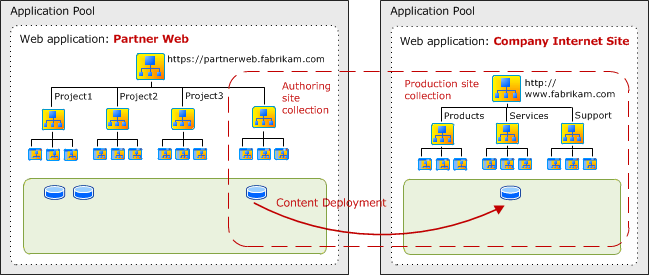 Application Pool
Web application: Partner Web
https://partnerweb.fabrikam.com
Project1
Project2
Project3
Authoring
site
collection
Content Deployment
Application Pool
Web application: Company Internet Site
Production site
collection
http://
www.fabrikam.com
Products
Services
Support